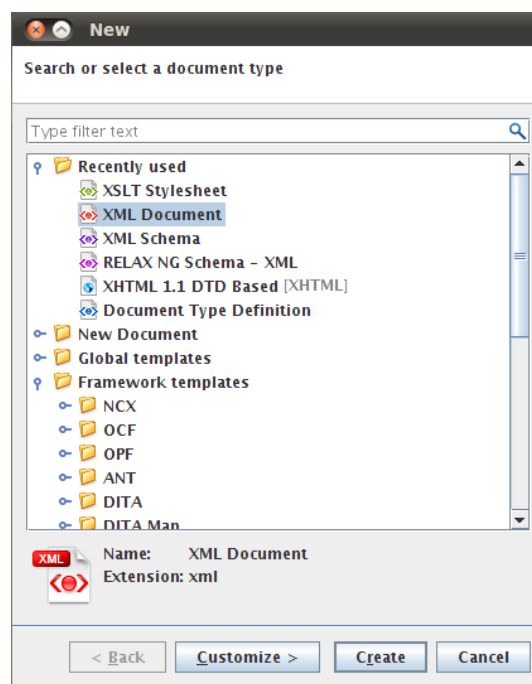 New
Search or select a document type
Type filter text
Recently used
XSLT Stylesheet
XML Document
XML Schema
RELAX NG Schema - XML
XHTML 1.1 DTD Based [XHTML]
Document Type Definition
New Document
Global templates
Framework templates
NCX
OCF
OPF
ANT
DITA
DITA Map
XML Name: XML Document
Extension: xml
< Back Customize > Create Cancel